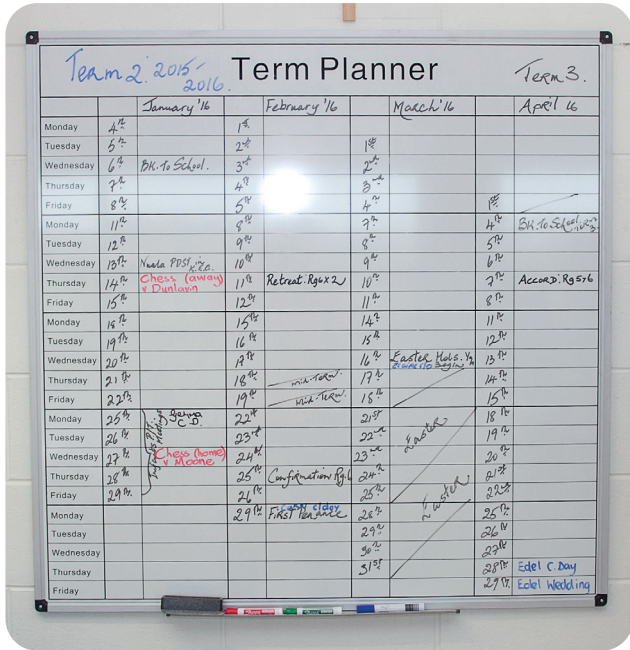 Term 2 2015-
2016.
Term Planner
Term 3.
January '16 February '16 March '16 April 16
Monday 4th 1st
Tuesday 5th 2nd 1st
Wednesday 6th Bk. To School. 3rd 2nd
Thursday 7th 4th 3rd
Friday 8th 5th 4th 1st
Monday 11th 8th 7th 4th Bk. To School
Tuesday 12th 9th 8th 5th
Wednesday 13th Nuala PDST in 10th 9th 6th
Thursday 14th Chess (away) 11th Retreat. Rg 6 x 2 10th 7th Accord. Rg 5+6
v Dunlavin
Friday 15th 12th 11th 8th
Monday 18th 15th 14th 11th
Tuesday 19th 16th 15th 12th
Wednesday 20th 17th 16th Easter Hols. 13th
begin
Thursday 21st 18th mid-Term. 17th 14th
Friday 22nd 19th Mid-Term. 18th 15th
Monday 25th C.D. 22nd 21st 18th
Tuesday 26th 23rd 22nd Easter 19th
Wednesday 27th Chess (home) 24th 23rd 20th
v Moone
Thursday 28th 25th Confirmation Rg. 6 24th 21st
Friday 29th 26th 25th Easter 22nd
Monday 29th First Penance 28th 25th
Tuesday 29th 26th
Wednesday 30th 27th
Thursday 31st 28th Edel C. Day
Friday 29th Edel Wedding